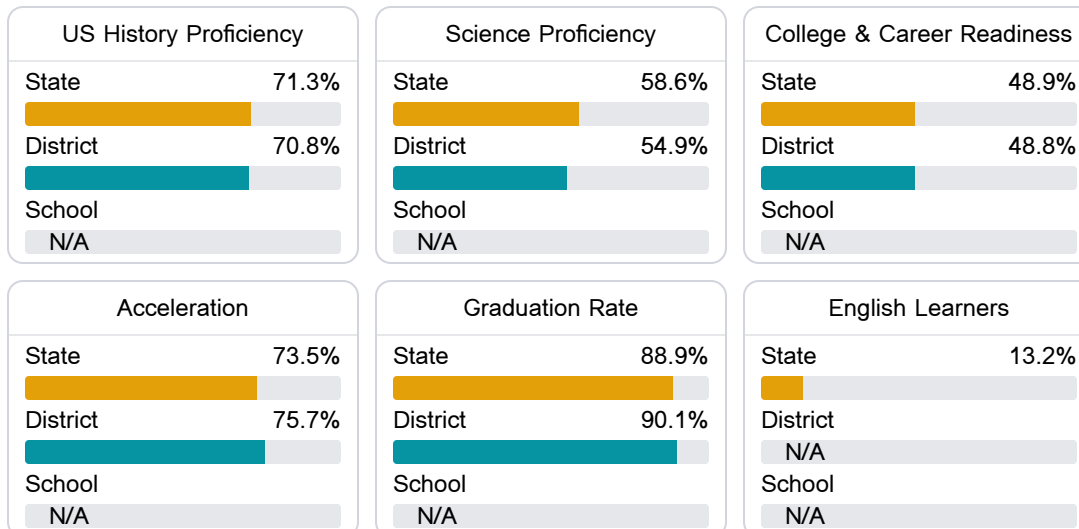 US History Proficiency
State 71.3%
District 70.8%
School
N/A
Science Proficiency
State 58.6%
District 54.9%
School
N/A
College & Career Readiness
State 48.9%
District 48.8%
School
N/A
Acceleration
State 73.5%
District 75.7%
School
N/A
Graduation Rate
State 88.9%
District 90.1%
School
N/A
English Learners
State 13.2%
District
N/A
School
N/A